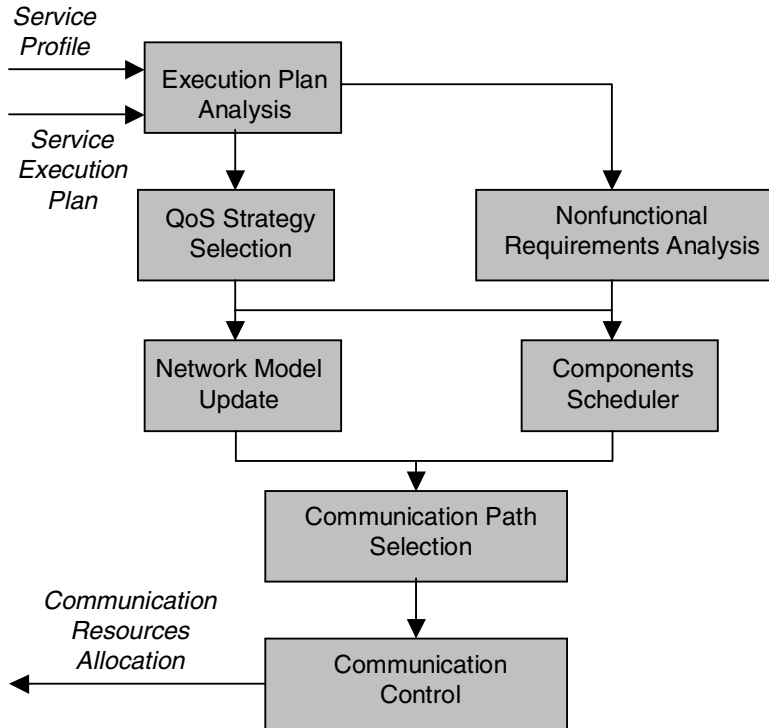 Service
Profile
Execution Plan
Analysis
Service
Execution
Plan
QoS Strategy
Selection
Nonfunctional
Requirements Analysis
Network Model
Update
Components
Scheduler
Communication Path
Selection
Communication
Resources
Allocation
Communication
Control